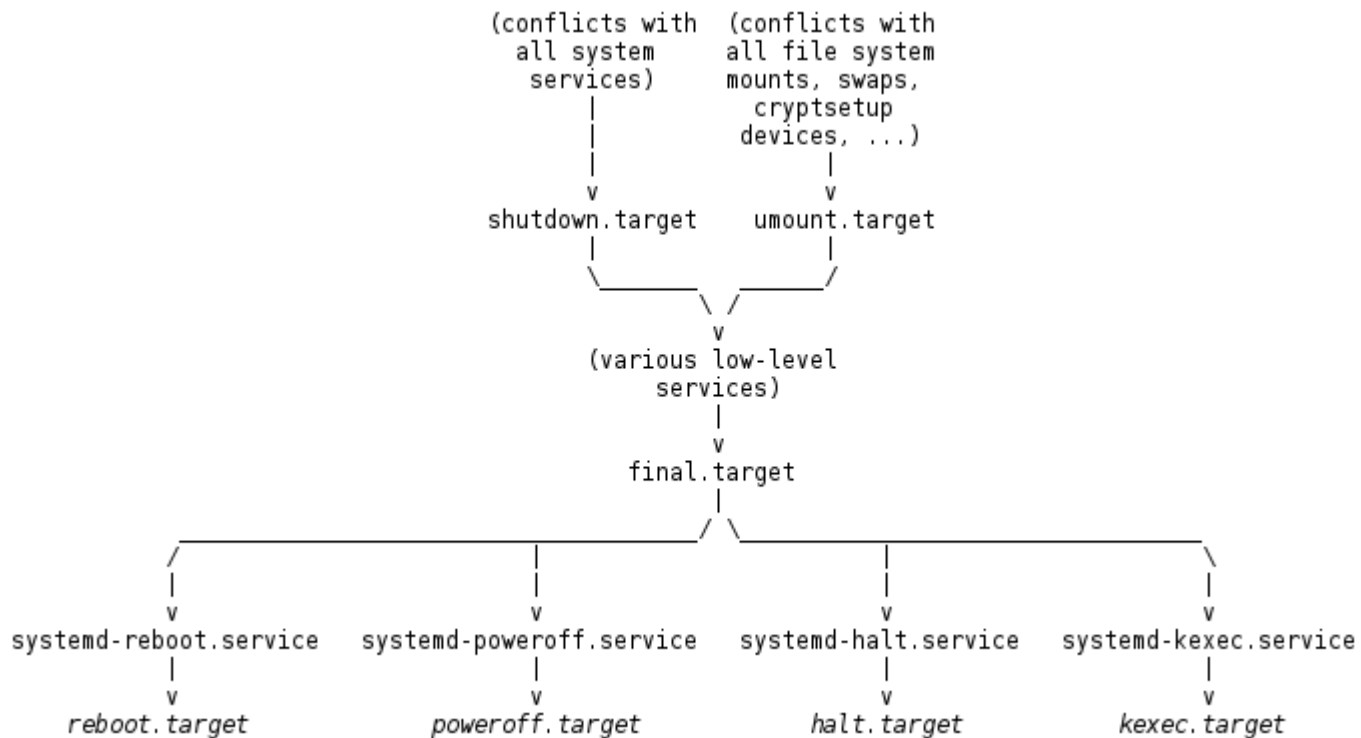 (conflicts with (conflicts with
all system all file system
services) mounts, swaps,
cryptsetup
devices, ...)
shutdown.target umount.target
(various low-level
services)
final.target
systemd-reboot.service systemd-poweroff.service systemd-halt.service systemd-kexec.service
reboot.target poweroff.target halt.target kexec.target